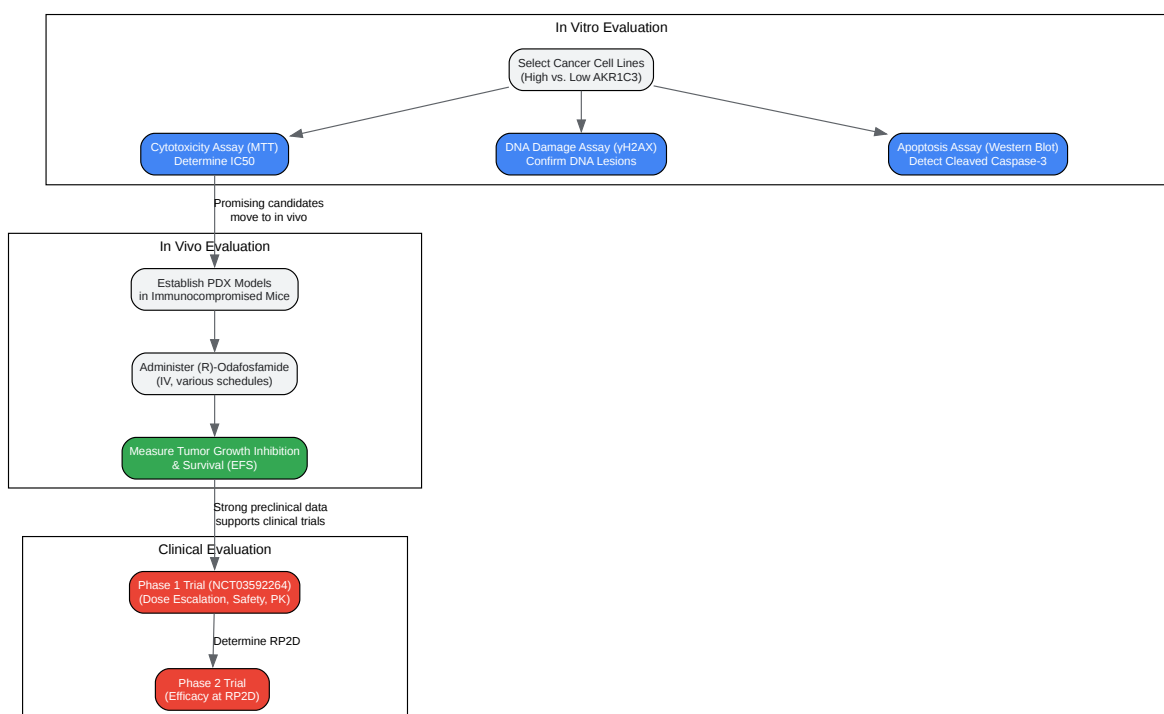 In Vitro Evaluation
Select Cancer Cell Lines
(High vs. Low AKR1C3)
Cytotoxicity Assay (MTT)
Determine IC50
DNA Damage Assay (γH2AX)
Confirm DNA Lesions
Apoptosis Assay (Western Blot)
Detect Cleaved Caspase-3
Promising candidates
move to in vivo
In Vivo Evaluation
Establish PDX Models
in Immunocompromised Mice
Administer (R)-Odafosfamide
(IV, various schedules)
Measure Tumor Growth Inhibition
& Survival (EFS)
Strong preclinical data
supports clinical trials
Clinical Evaluation
Phase 1 Trial (NCT03592264)
(Dose Escalation, Safety, PK)
Determine RP2D
Phase 2 Trial
(Efficacy at RP2D)